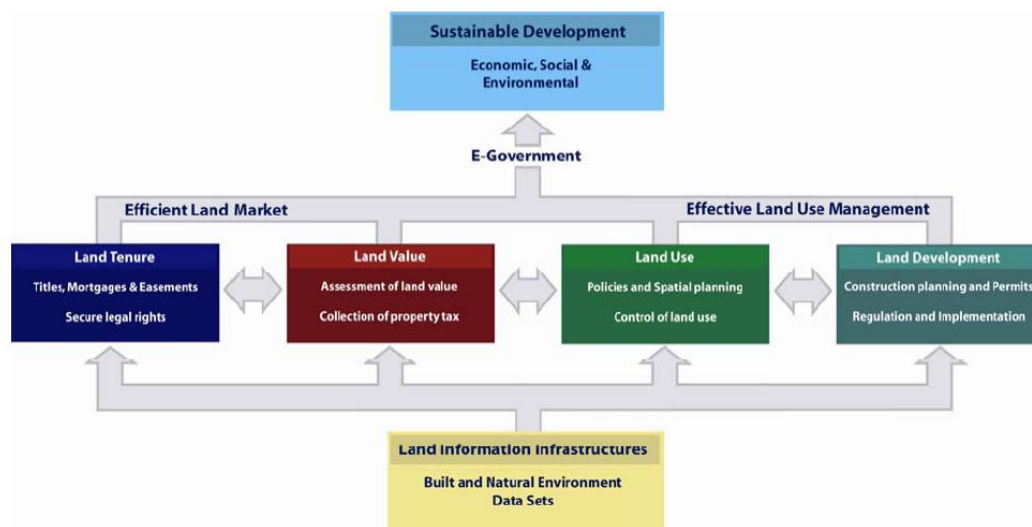 Sustainable Development
Economic, Social &
Environmental
E-Government
Efficient Land Market
Effective Land Use Management
Land Tenure
Titles, Mortgages & Easements
Secure legal rights
Land Value
Assessment of land value
Collection of property tax
Land Use
Policies and Spatial planning
Control of land use
Land Development
Construction planning and Permits
Regulation and Implementation
Land Information Infrastructures
Built and Natural Environment
Data Sets